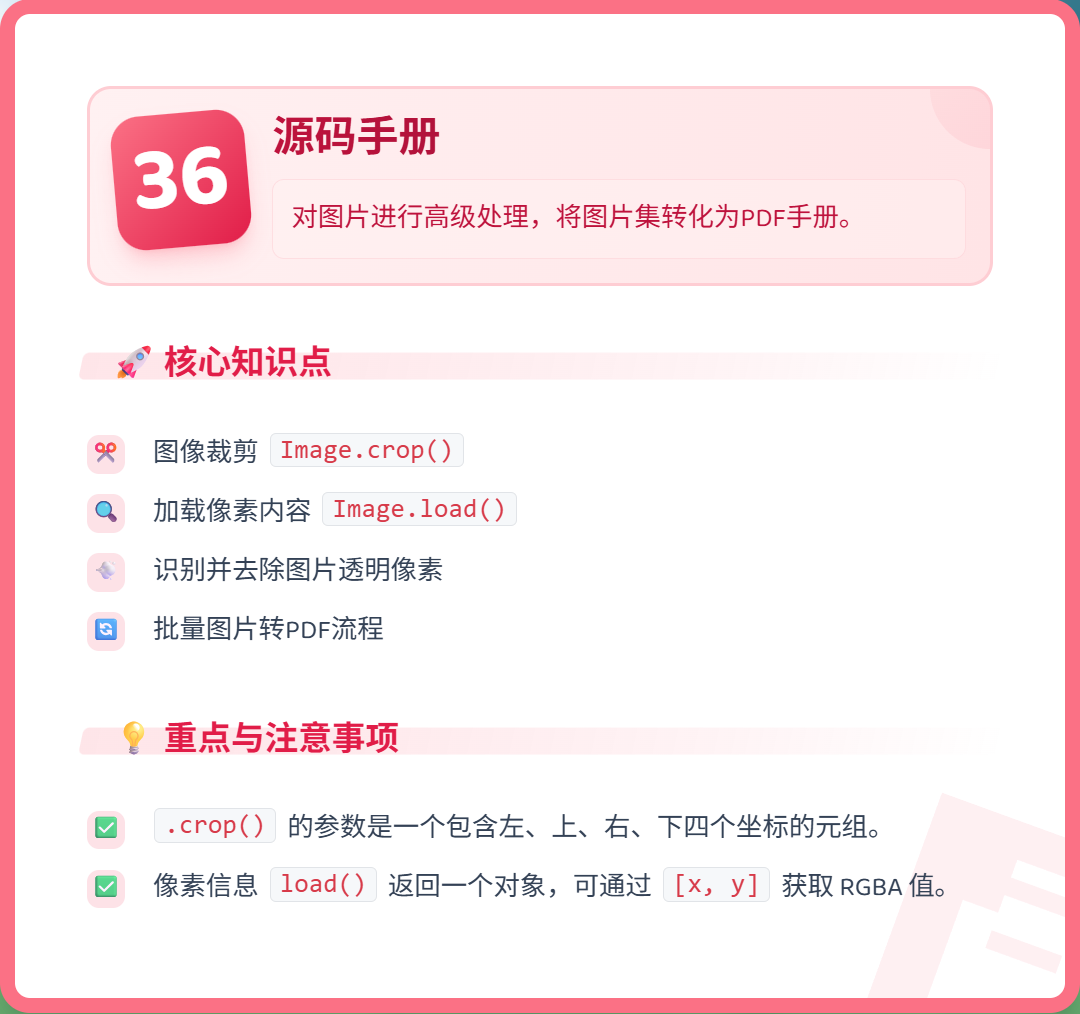 36
源码手册
对图片进行高级处理，将图片集转化为PDF手册。
🚀 核心知识点
图像裁剪 Image.crop()
加载像素内容 Image.load()
识别并去除图片透明像素
批量图片转PDF流程
💡 重点与注意事项
✅ .crop() 的参数是一个包含左、上、右、下四个坐标的元组。
✅ 像素信息 load() 返回一个对象，可通过 [x, y] 获取 RGBA 值。